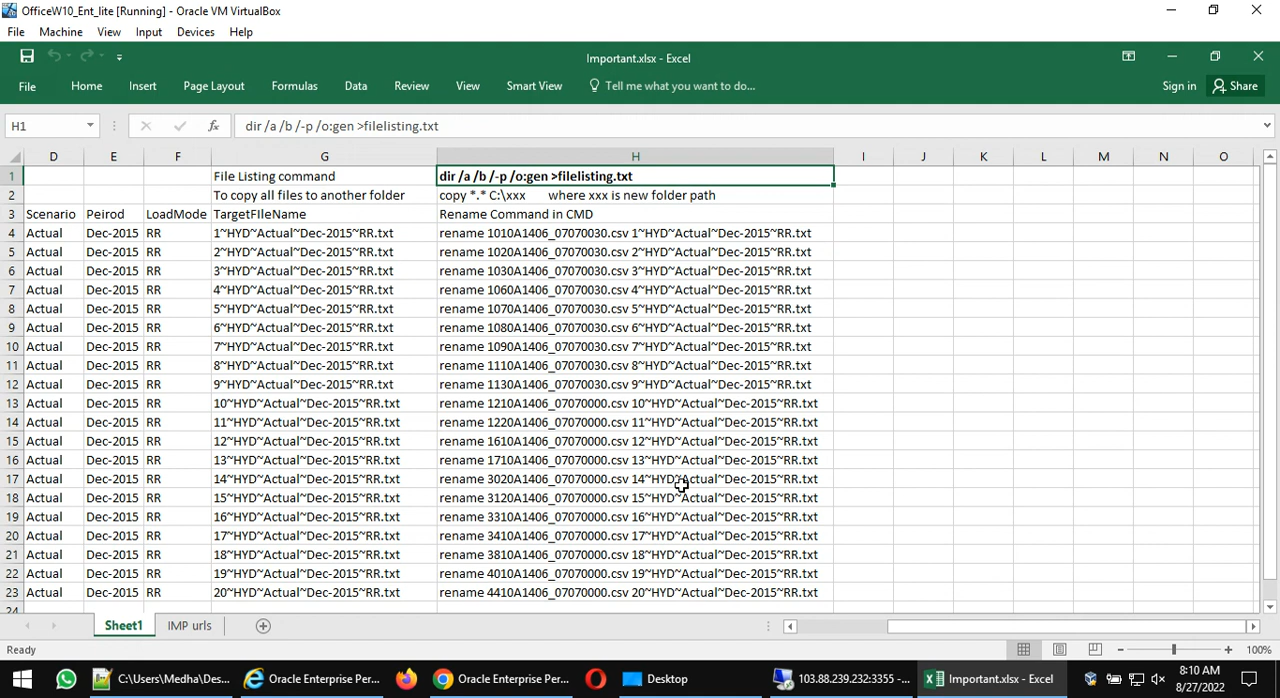 OfficeW10_Ent_lite [Running] - Oracle VM VirtualBox
File Machine View Input Devices Help
Important.xlsx - Excel
File Home Insert Page Layout Formulas Data Review View Smart View Tell me what you want to do... Sign in Share
H1 fx dir /a /b /-p /o:gen >filelisting.txt
D E F G H I J K L M N O
1 File Listing command dir /a /b /-p /o:gen >filelisting.txt
2 To copy all files to another folder copy *.* C:\xxx where xxx is new folder path
3 Scenario Peirod LoadMode TargetFIleName Rename Command in CMD
4 Actual Dec-2015 RR 1~HYD~Actual~Dec-2015~RR.txt rename 1010A1406_07070030.csv 1~HYD~Actual~Dec-2015~RR.txt
5 Actual Dec-2015 RR 2~HYD~Actual~Dec-2015~RR.txt rename 1020A1406_07070030.csv 2~HYD~Actual~Dec-2015~RR.txt
6 Actual Dec-2015 RR 3~HYD~Actual~Dec-2015~RR.txt rename 1030A1406_07070030.csv 3~HYD~Actual~Dec-2015~RR.txt
7 Actual Dec-2015 RR 4~HYD~Actual~Dec-2015~RR.txt rename 1060A1406_07070030.csv 4~HYD~Actual~Dec-2015~RR.txt
8 Actual Dec-2015 RR 5~HYD~Actual~Dec-2015~RR.txt rename 1070A1406_07070030.csv 5~HYD~Actual~Dec-2015~RR.txt
9 Actual Dec-2015 RR 6~HYD~Actual~Dec-2015~RR.txt rename 1080A1406_07070030.csv 6~HYD~Actual~Dec-2015~RR.txt
10 Actual Dec-2015 RR 7~HYD~Actual~Dec-2015~RR.txt rename 1090A1406_07070030.csv 7~HYD~Actual~Dec-2015~RR.txt
11 Actual Dec-2015 RR 8~HYD~Actual~Dec-2015~RR.txt rename 1110A1406_07070030.csv 8~HYD~Actual~Dec-2015~RR.txt
12 Actual Dec-2015 RR 9~HYD~Actual~Dec-2015~RR.txt rename 1130A1406_07070030.csv 9~HYD~Actual~Dec-2015~RR.txt
13 Actual Dec-2015 RR 10~HYD~Actual~Dec-2015~RR.txt rename 1210A1406_07070000.csv 10~HYD~Actual~Dec-2015~RR.txt
14 Actual Dec-2015 RR 11~HYD~Actual~Dec-2015~RR.txt rename 1220A1406_07070000.csv 11~HYD~Actual~Dec-2015~RR.txt
15 Actual Dec-2015 RR 12~HYD~Actual~Dec-2015~RR.txt rename 1610A1406_07070000.csv 12~HYD~Actual~Dec-2015~RR.txt
16 Actual Dec-2015 RR 13~HYD~Actual~Dec-2015~RR.txt rename 1710A1406_07070000.csv 13~HYD~Actual~Dec-2015~RR.txt
17 Actual Dec-2015 RR 14~HYD~Actual~Dec-2015~RR.txt rename 3020A1406_07070000.csv 14~HYD~Actual~Dec-2015~RR.txt
18 Actual Dec-2015 RR 15~HYD~Actual~Dec-2015~RR.txt rename 3120A1406_07070000.csv 15~HYD~Actual~Dec-2015~RR.txt
19 Actual Dec-2015 RR 16~HYD~Actual~Dec-2015~RR.txt rename 3310A1406_07070000.csv 16~HYD~Actual~Dec-2015~RR.txt
20 Actual Dec-2015 RR 17~HYD~Actual~Dec-2015~RR.txt rename 3410A1406_07070000.csv 17~HYD~Actual~Dec-2015~RR.txt
21 Actual Dec-2015 RR 18~HYD~Actual~Dec-2015~RR.txt rename 3810A1406_07070000.csv 18~HYD~Actual~Dec-2015~RR.txt
22 Actual Dec-2015 RR 19~HYD~Actual~Dec-2015~RR.txt rename 4010A1406_07070000.csv 19~HYD~Actual~Dec-2015~RR.txt
23 Actual Dec-2015 RR 20~HYD~Actual~Dec-2015~RR.txt rename 4410A1406_07070000.csv 20~HYD~Actual~Dec-2015~RR.txt
24
Sheet1 IMP urls
Ready 100%
C:\Users\Medha\Des... Oracle Enterprise Per... Oracle Enterprise Per... Desktop 103.88.239.232:3355 -... Important.xlsx - Excel 8:10 AM
8/27/2022